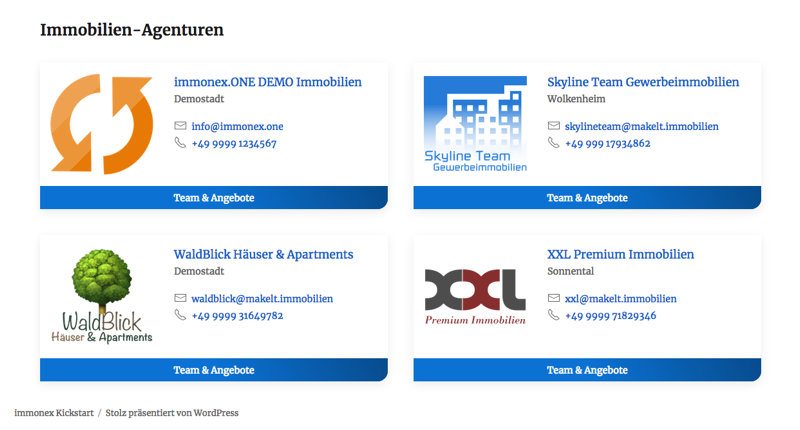 Immobilien-Agenturen
immonex.ONE DEMO Immobilien
Demostadt
info@immonex.one
+49 9999 1234567
Team & Angebote
Skyline Team
Gewerbeimmobilien
Skyline Team Gewerbeimmobilien
Wolkenheim
skylineteam@makelt.immobilien
+49 999 17934862
Team & Angebote
WaldBlick
Häuser & Apartments
WaldBlick Häuser & Apartments
Demostadt
waldblick@makelt.immobilien
+49 9999 31649782
Team & Angebote
XXL
Premium Immobilien
XXL Premium Immobilien
Sonnental
xxl@makelt.immobilien
+49 9999 71829346
Team & Angebote
immonex Kickstart / Stolz präsentiert von WordPress